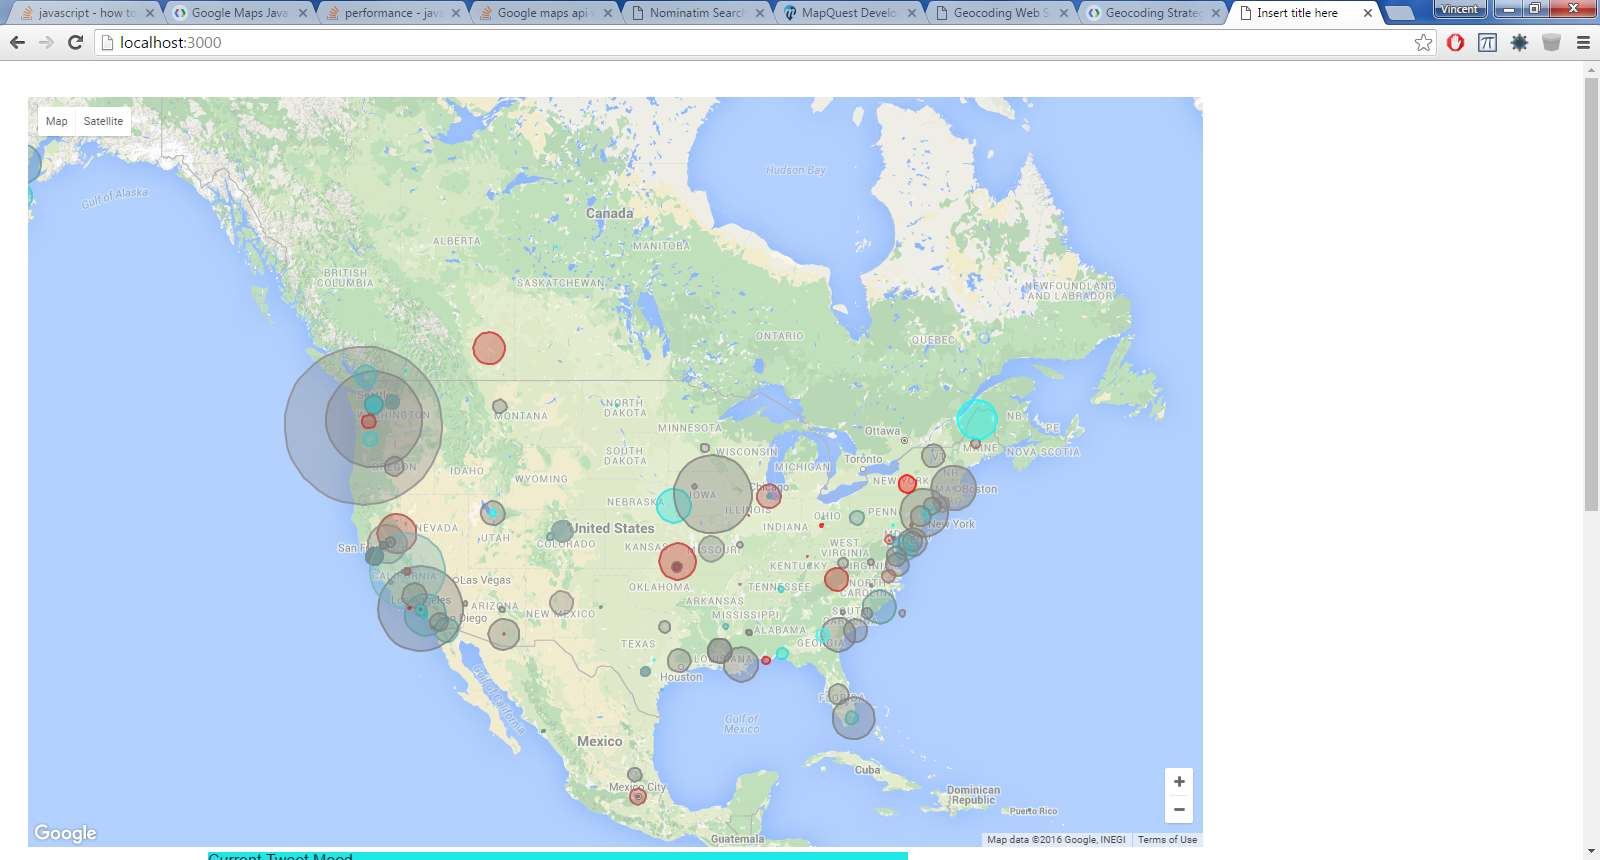 javascript - how to
Google Maps Java
performance - java
Google maps api
Nominatim Search
MapQuest Develo
Geocoding Web S
Geocoding Strate
Insert title here
Vincent
localhost:3000
Map Satellite
Hudson Bay
Gulf of Alaska
Canada
ALBERTA
MANITOBA
BRITISH
COLUMBIA
SASKATCHEWAN
NEWFOUNDLAND
AND LABRADOR
ONTARIO
QUEBEC
Seattle
WASHINGTON
MONTANA
NORTH
DAKOTA
MINNESOTA
Ottawa
NB
PE
MAINE
NOVA SCOTIA
OREGON
IDAHO
SOUTH
DAKOTA
WISCONSIN
MICHIGAN
Toronto
VT
NH
WYOMING
Chicago
NEW YORK
MA
Boston
NEBRASKA
IOWA
ILLINOIS
INDIANA
OHIO
PENN
New York
NEVADA
UTAH
COLORADO
United States
KANSAS
MISSOURI
WEST
VIRGINIA
San F
CALIFORNIA
Las Vegas
KENTUCKY
VIRGINIA
OKLAHOMA
TENNESSEE
NORTH
CAROLINA
Los Angeles
ARIZONA
NEW MEXICO
ARKANSAS
MISSISSIPPI
SOUTH
CAROLINA
San Diego
TEXAS
ALABAMA
GEORGIA
LOUISIANA
Houston
Gulf of California
FLORIDA
Gulf of
Mexico
Mexico
Cuba
Mexico City
Dominican
Republic
Puerto Rico
Guatemala
Google
Map data ©2016 Google, INEGI
Terms of Use
Current Tweet Mood